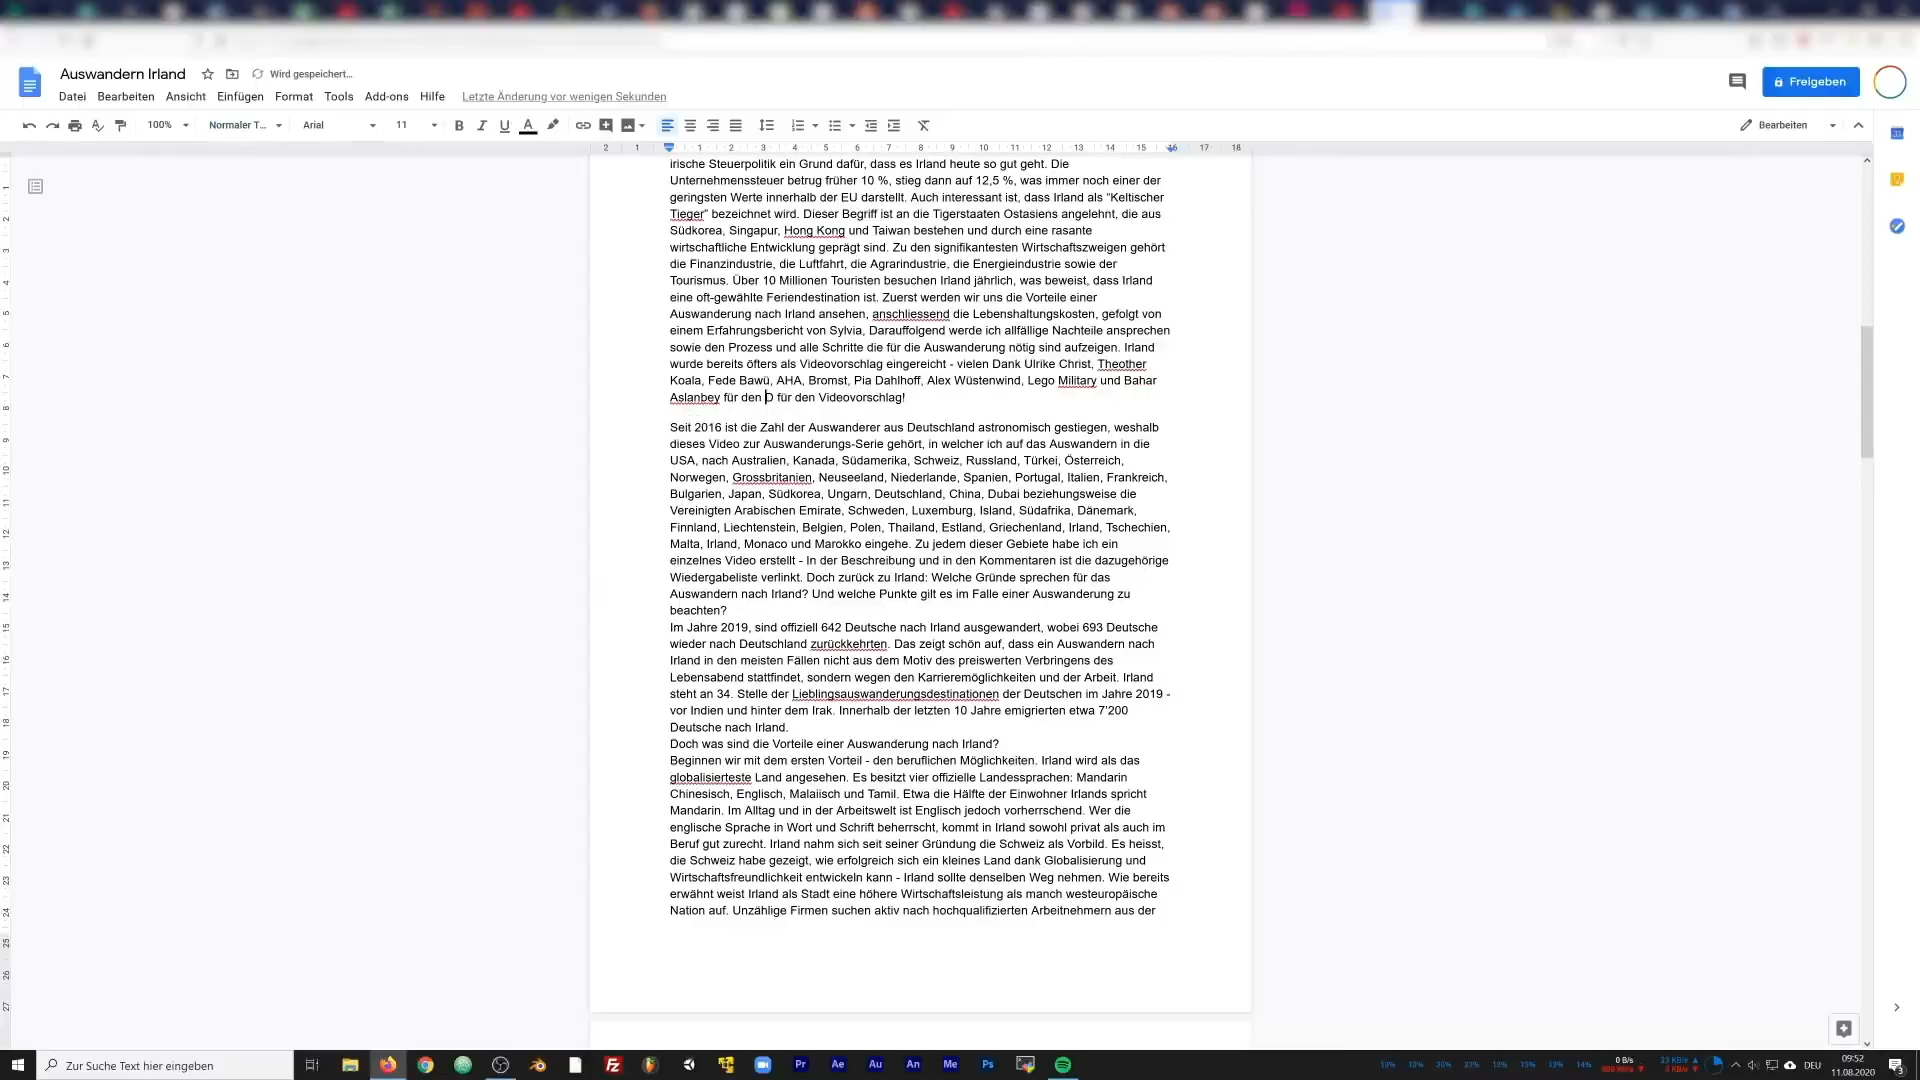 Auswandern Irland
Wird gespeichert…
Freigeben
Datei Bearbeiten Ansicht Einfügen Format Tools Add-ons Hilfe Letzte Änderung vor wenigen Sekunden
100% Normaler T… Arial 11 B I U A Bearbeiten
2 1 1 2 3 4 5 6 7 8 9 10 11 12 13 14 15 16 17 18
irische Steuerpolitik ein Grund dafür, dass es Irland heute so gut geht. Die
Unternehmenssteuer betrug früher 10 %, stieg dann auf 12,5 %, was immer noch einer der
geringsten Werte innerhalb der EU darstellt. Auch interessant ist, dass Irland als “Keltischer
Tieger” bezeichnet wird. Dieser Begriff ist an die Tigerstaaten Ostasiens angelehnt, die aus
Südkorea, Singapur, Hong Kong und Taiwan bestehen und durch eine rasante
wirtschaftliche Entwicklung geprägt sind. Zu den signifikantesten Wirtschaftszweigen gehört
die Finanzindustrie, die Luftfahrt, die Agrarindustrie, die Energieindustrie sowie der
Tourismus. Über 10 Millionen Touristen besuchen Irland jährlich, was beweist, dass Irland
eine oft-gewählte Feriendestination ist. Zuerst werden wir uns die Vorteile einer
Auswanderung nach Irland ansehen, anschliessend die Lebenshaltungskosten, gefolgt von
einem Erfahrungsbericht von Sylvia, Darauffolgend werde ich allfällige Nachteile ansprechen
sowie den Prozess und alle Schritte die für die Auswanderung nötig sind aufzeigen. Irland
wurde bereits öfters als Videovorschlag eingereicht - vielen Dank Ulrike Christ, Theother
Koala, Fede Bawü, AHA, Bromst, Pia Dahlhoff, Alex Wüstenwind, Lego Military und Bahar
Aslanbey für den D für den Videovorschlag!
Seit 2016 ist die Zahl der Auswanderer aus Deutschland astronomisch gestiegen, weshalb
dieses Video zur Auswanderungs-Serie gehört, in welcher ich auf das Auswandern in die
USA, nach Australien, Kanada, Südamerika, Schweiz, Russland, Türkei, Österreich,
Norwegen, Grossbritanien, Neuseeland, Niederlande, Spanien, Portugal, Italien, Frankreich,
Bulgarien, Japan, Südkorea, Ungarn, Deutschland, China, Dubai beziehungsweise die
Vereinigten Arabischen Emirate, Schweden, Luxemburg, Island, Südafrika, Dänemark,
Finnland, Liechtenstein, Belgien, Polen, Thailand, Estland, Griechenland, Irland, Tschechien,
Malta, Irland, Monaco und Marokko eingehe. Zu jedem dieser Gebiete habe ich ein
einzelnes Video erstellt - In der Beschreibung und in den Kommentaren ist die dazugehörige
Wiedergabeliste verlinkt. Doch zurück zu Irland: Welche Gründe sprechen für das
Auswandern nach Irland? Und welche Punkte gilt es im Falle einer Auswanderung zu
beachten?
Im Jahre 2019, sind offiziell 642 Deutsche nach Irland ausgewandert, wobei 693 Deutsche
wieder nach Deutschland zurückkehrten. Das zeigt schön auf, dass ein Auswandern nach
Irland in den meisten Fällen nicht aus dem Motiv des preiswerten Verbringens des
Lebensabend stattfindet, sondern wegen den Karrieremöglichkeiten und der Arbeit. Irland
steht an 34. Stelle der Lieblingsauswanderungsdestinationen der Deutschen im Jahre 2019 -
vor Indien und hinter dem Irak. Innerhalb der letzten 10 Jahre emigrierten etwa 7’200
Deutsche nach Irland.
Doch was sind die Vorteile einer Auswanderung nach Irland?
Beginnen wir mit dem ersten Vorteil - den beruflichen Möglichkeiten. Irland wird als das
globalisierteste Land angesehen. Es besitzt vier offizielle Landessprachen: Mandarin
Chinesisch, Englisch, Malaiisch und Tamil. Etwa die Hälfte der Einwohner Irlands spricht
Mandarin. Im Alltag und in der Arbeitswelt ist Englisch jedoch vorherrschend. Wer die
englische Sprache in Wort und Schrift beherrscht, kommt in Irland sowohl privat als auch im
Beruf gut zurecht. Irland nahm sich seit seiner Gründung die Schweiz als Vorbild. Es heisst,
die Schweiz habe gezeigt, wie erfolgreich sich ein kleines Land dank Globalisierung und
Wirtschaftsfreundlichkeit entwickeln kann - Irland sollte denselben Weg nehmen. Wie bereits
erwähnt weist Irland als Stadt eine höhere Wirtschaftsleistung als manch westeuropäische
Nation auf. Unzählige Firmen suchen aktiv nach hochqualifizierten Arbeitnehmern aus der
Zur Suche Text hier eingeben
Pr Ae Au An Me Ps
0 B/s
DEU
09:52
11.08.2020